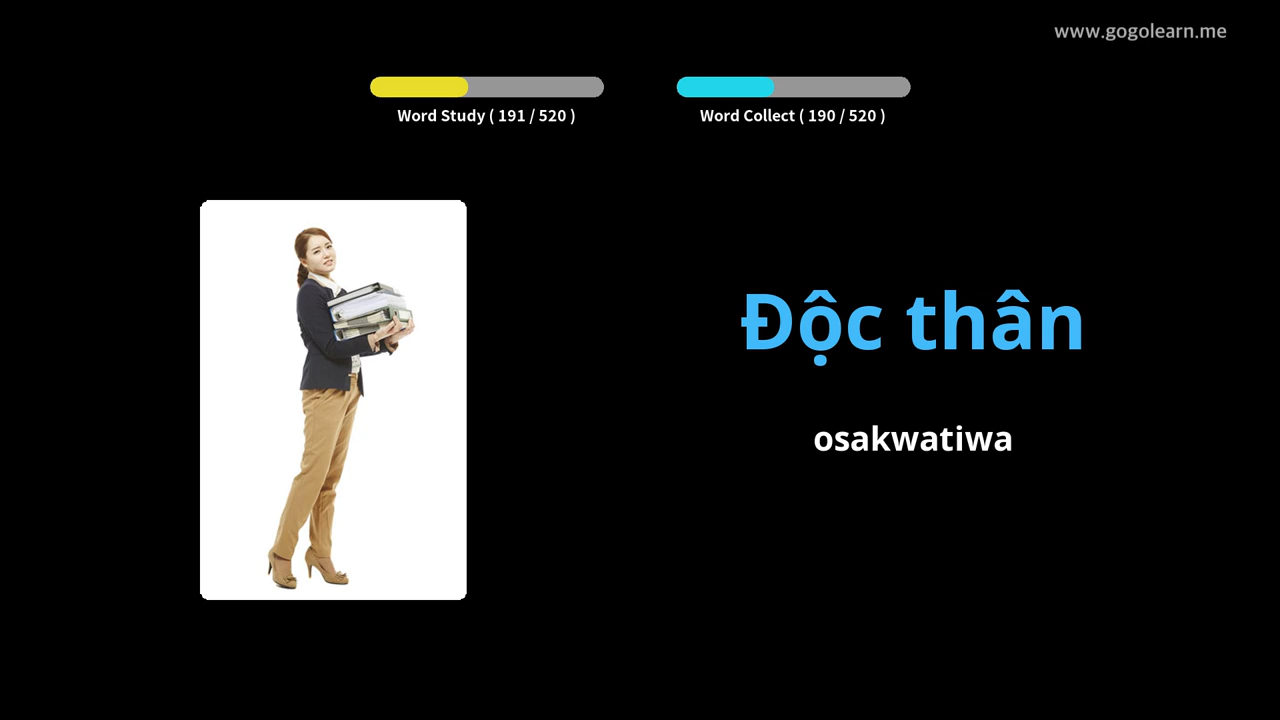 www.gogolearn.me
Word Study ( 191 / 520 )
Word Collect ( 190 / 520 )
Độc thân
osakwatiwa